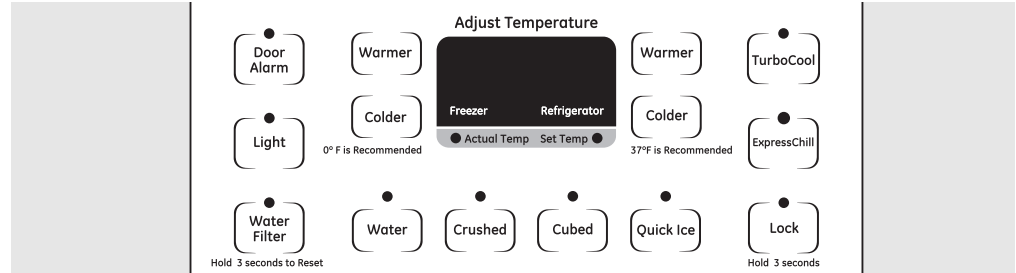 Adjust Temperature
Door
Alarm
Warmer
Warmer
TurboCool
Freezer
Refrigerator
Colder
Colder
Light
Actual Temp
Set Temp
ExpressChill
0° F is Recommended
37°F is Recommended
Water
Filter
Water
Crushed
Cubed
Quick Ice
Lock
Hold 3 seconds to Reset
Hold 3 seconds